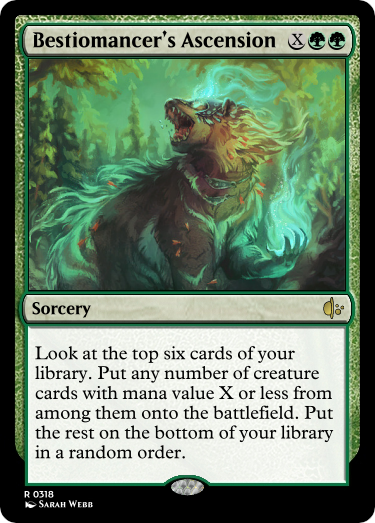 Bestiomancer's Ascension X
Sorcery
Look at the top six cards of your
library. Put any number of creature
cards with mana value X or less from
among them onto the battlefield. Put
the rest on the bottom of your library
in a random order.
R 0318
Sarah Webb